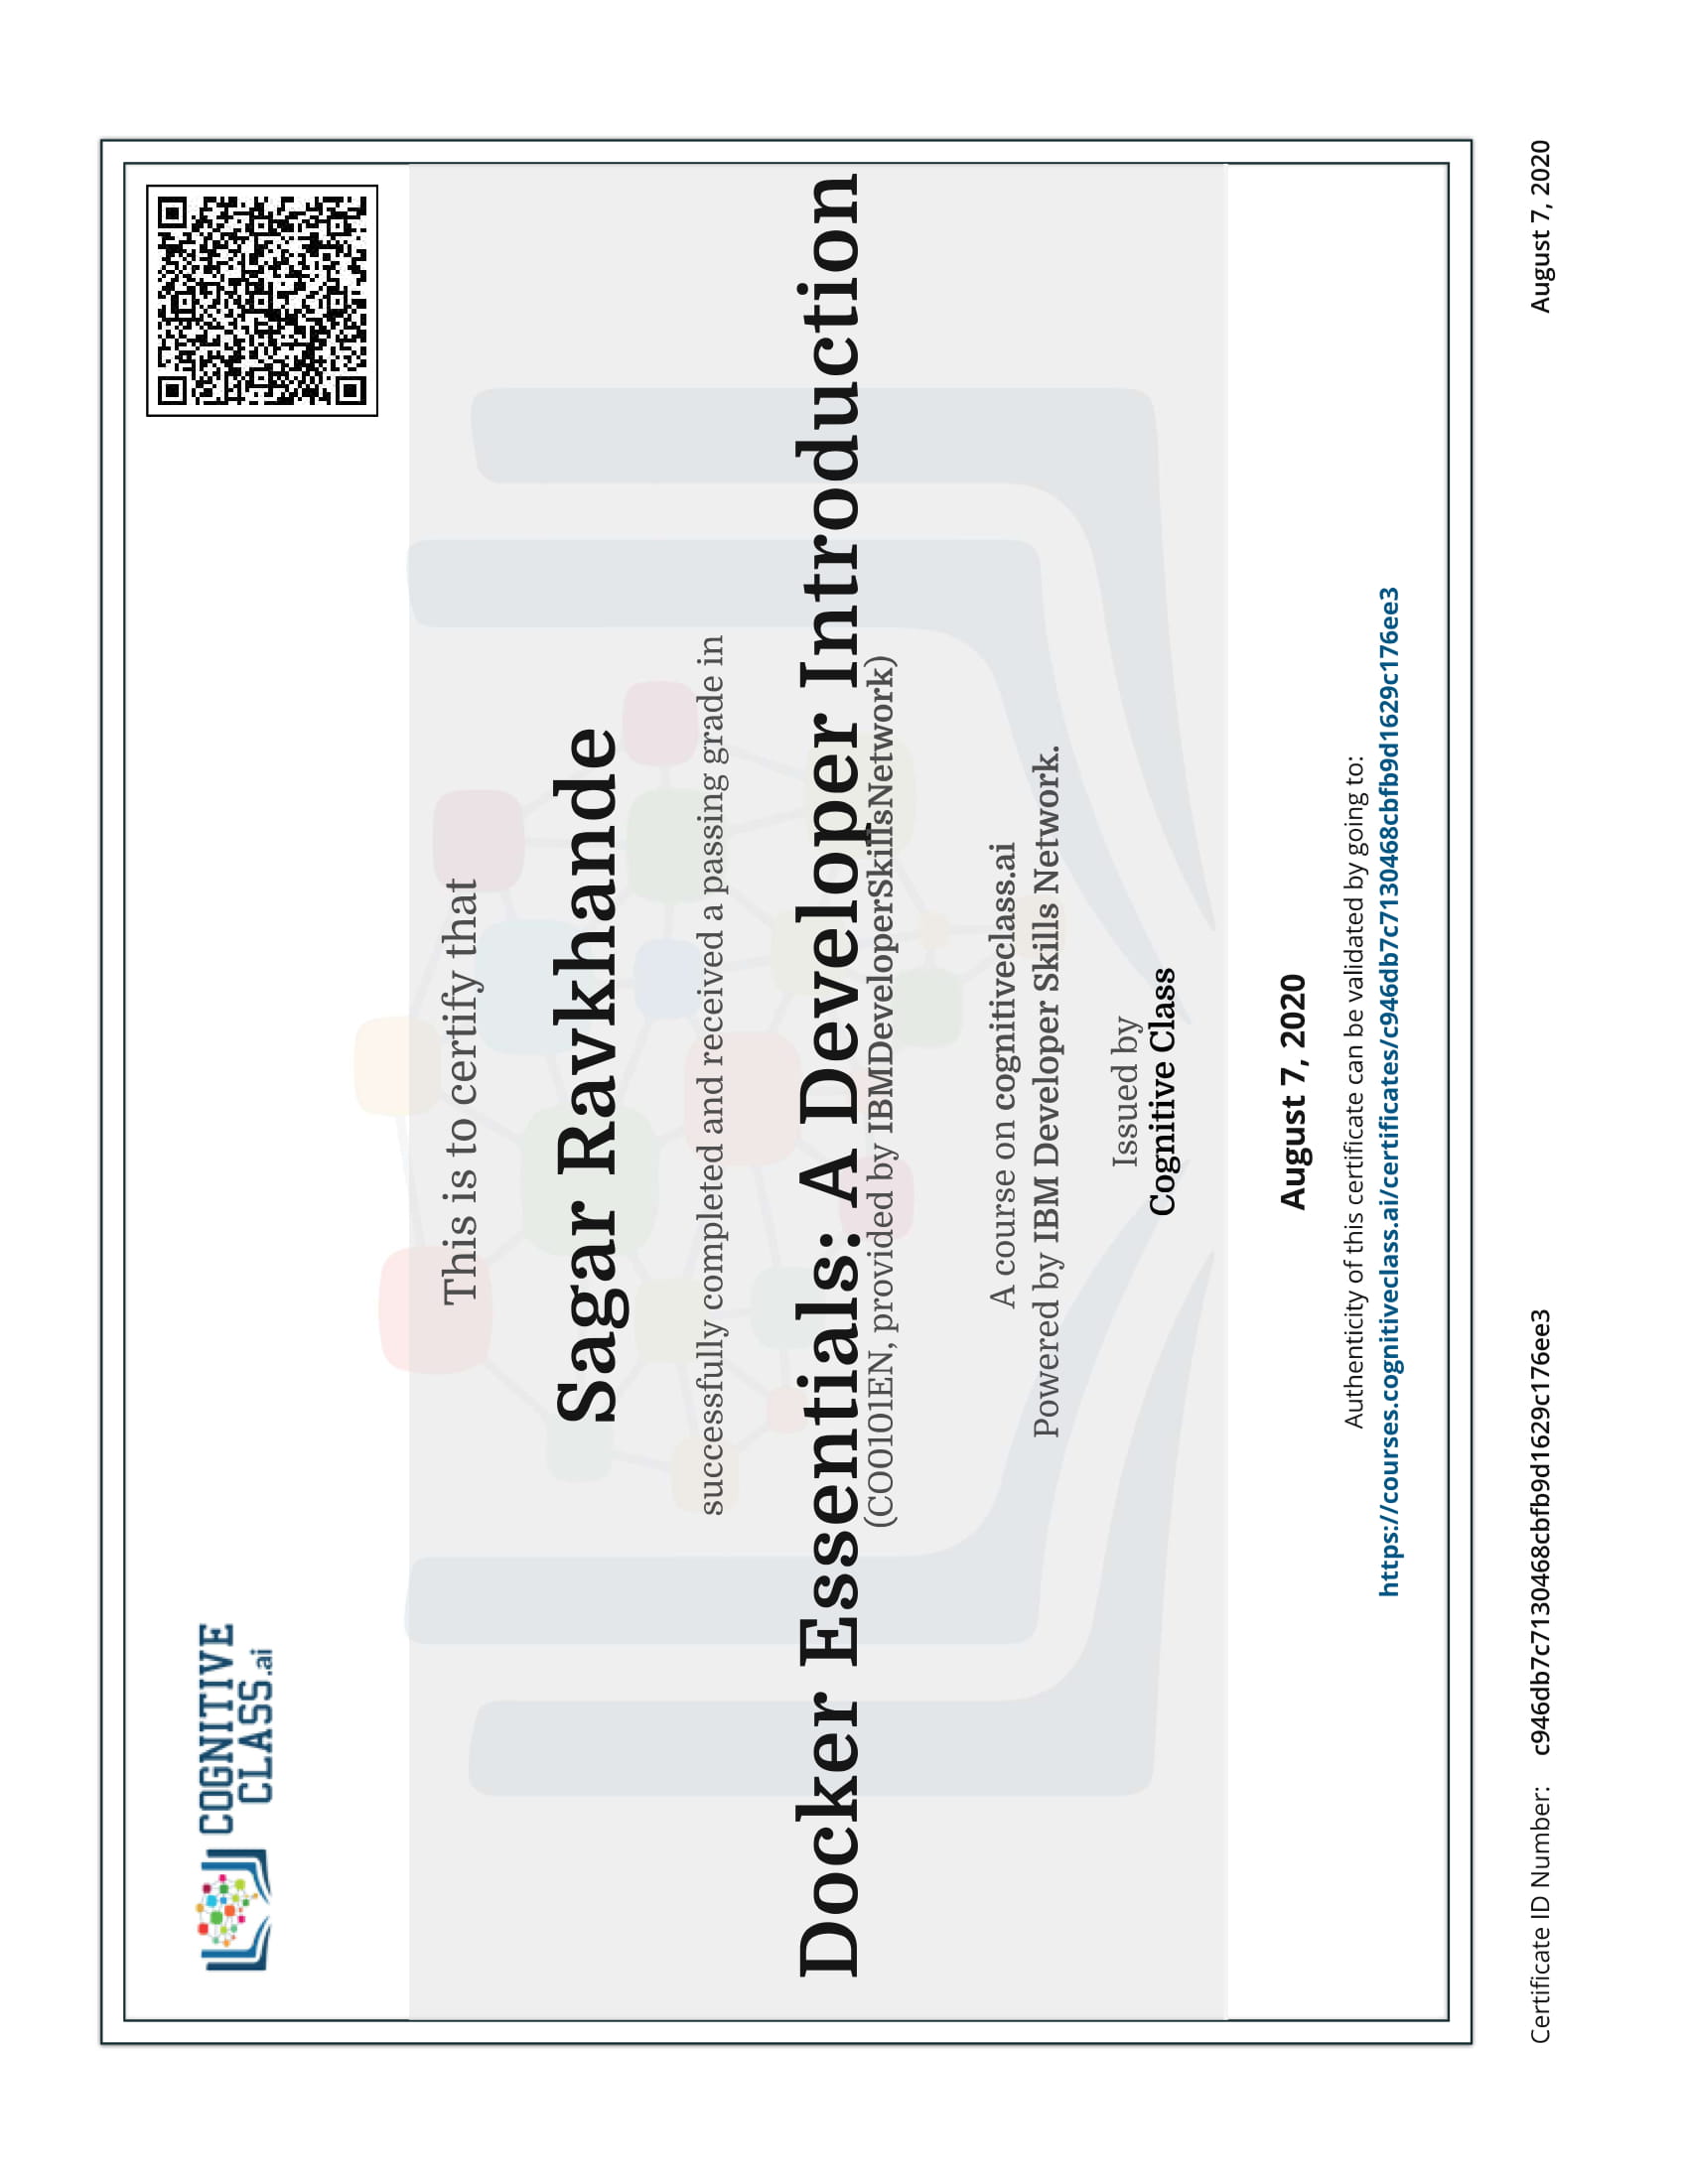 COGNITIVE
CLASS.ai
This is to certify that
Sagar Ravkhande
successfully completed and received a passing grade in
Docker Essentials: A Developer Introduction
(CO0101EN, provided by IBMDeveloperSkillsNetwork)
A course on cognitiveclass.ai
Powered by IBM Developer Skills Network.
Issued by
Cognitive Class
August 7, 2020
Authenticity of this certificate can be validated by going to:
https://courses.cognitiveclass.ai/certificates/c946db7c7130468cbfb9d1629c176ee3
Certificate ID Number: c946db7c7130468cbfb9d1629c176ee3
August 7, 2020